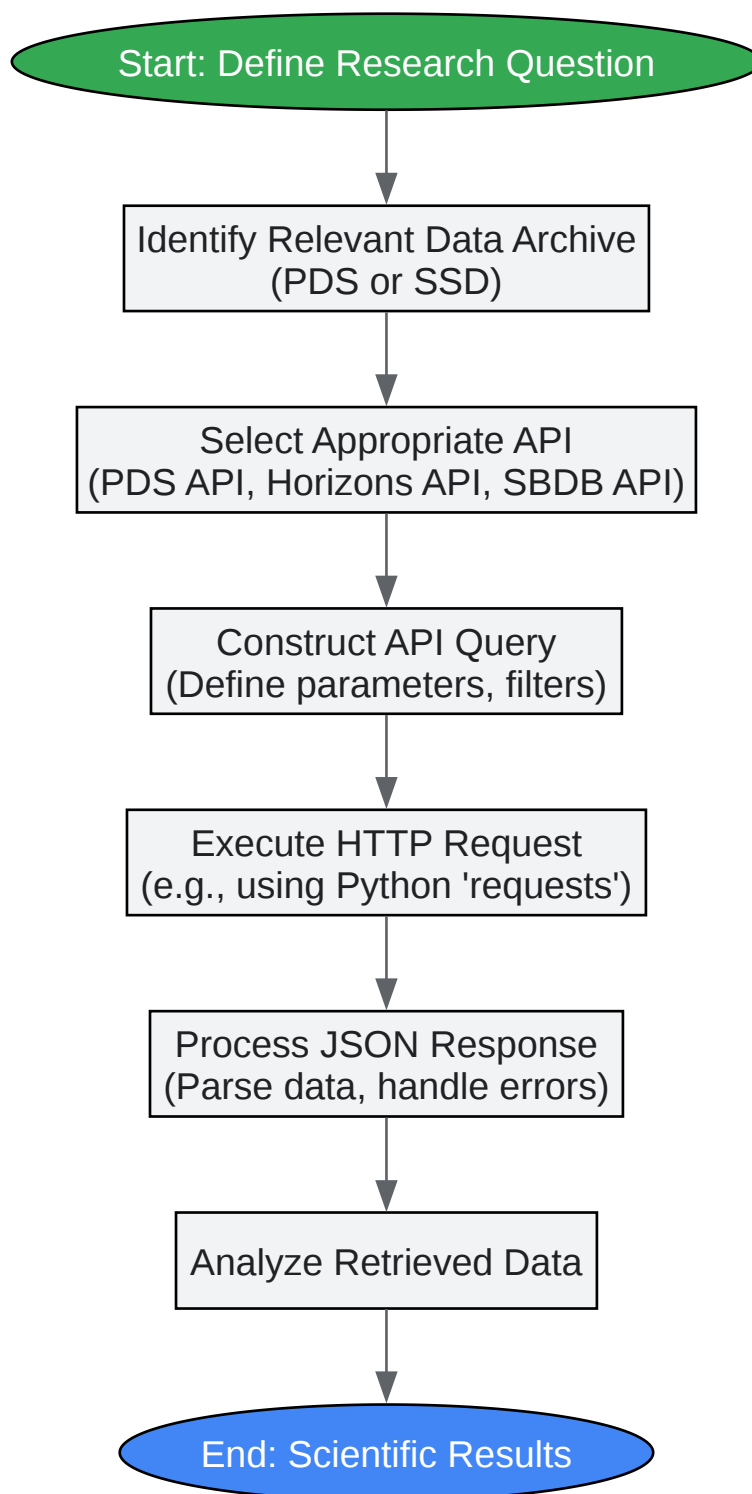 Start: Define Research Question
Identify Relevant Data Archive
(PDS or SSD)
Select Appropriate API
(PDS API, Horizons API, SBDB API)
Construct API Query
(Define parameters, filters)
Execute HTTP Request
(e.g., using Python 'requests')
Process JSON Response
(Parse data, handle errors)
Analyze Retrieved Data
End: Scientific Results